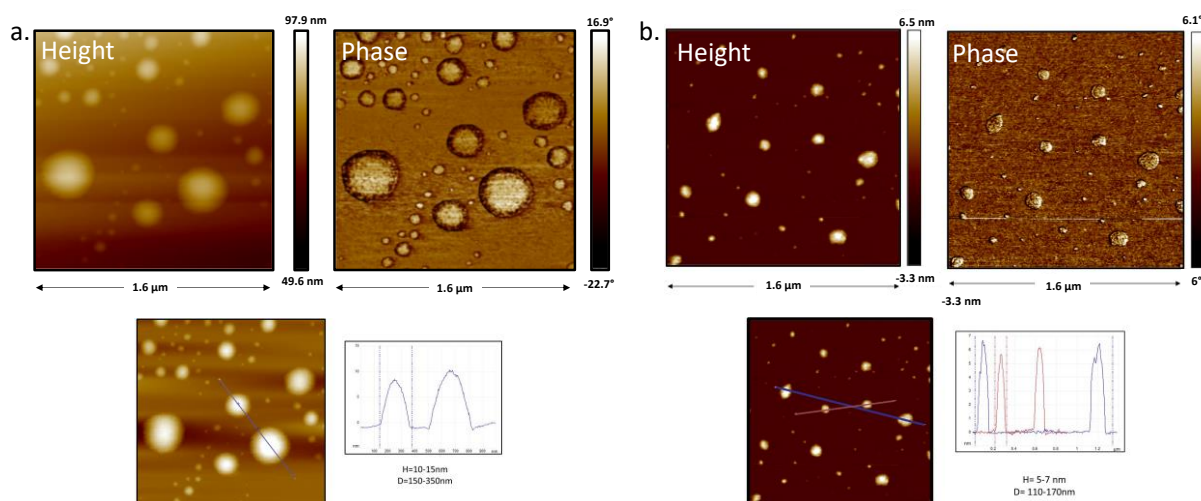 a.
97.9 nm
16.9°
Height
Phase
49.6 nm
-22.7°
1.6 µm
1.6 µm
H=10-15nm
D=150-350nm
b.
6.5 nm
6.1°
Height
Phase
-3.3 nm
6°
1.6 µm
1.6 µm
-3.3 nm
H= 5-7 nm
D= 110-170nm